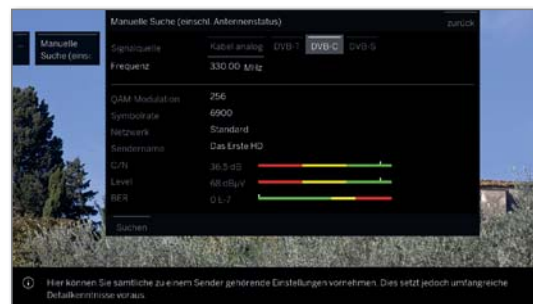 Manuelle Suche (einschl. Antennenstatus)
zurück
Manuelle
Suche (eins
Signalquelle Kabel analog DVB-T DVB-C DVB-S
Frequenz 330.00 MHz
QAM-Modulation 256
Symbolrate 6900
Netzwerk Standard
Sendername Das Erste HD
C/N 36,5 dB
Level 68 dBµV
BER 0 E-7
Suchen
Hier können Sie sämtliche zu einem Sender gehörende Einstellungen vornehmen. Dies setzt jedoch umfangreiche
Detailkenntnisse voraus.